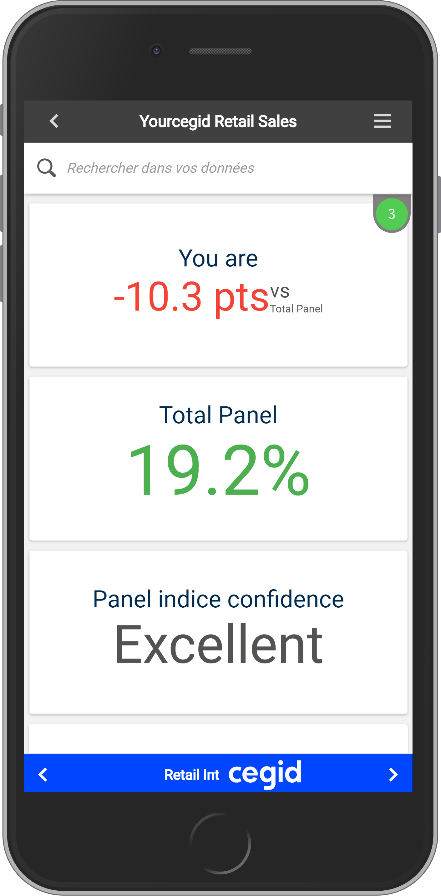 Yourcegid Retail Sales
Rechercher dans vos données
3
You are
-10.3 pts vs
Total Panel
Total Panel
19.2%
Panel indice confidence
Excellent
Retail Int cegid